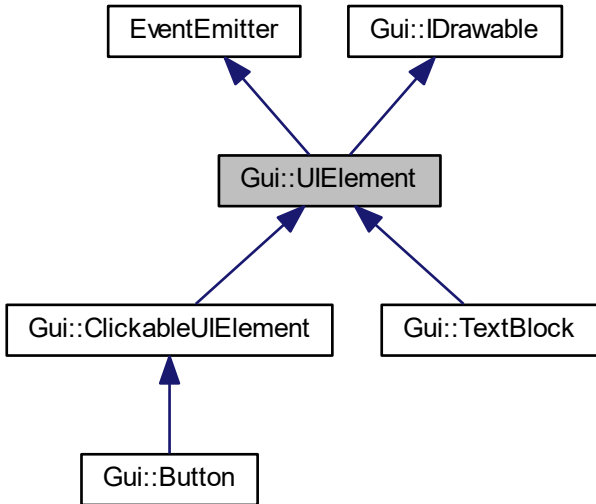 EventEmitter
Gui::IDrawable
Gui::UIElement
Gui::ClickableUIElement
Gui::TextBlock
Gui::Button